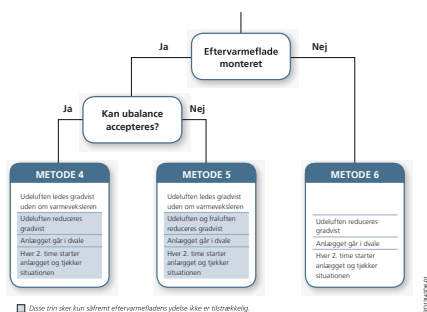 Ja
Eftervarmeflade
monteret
Nej
Ja
Kan ubalance
accepteres?
Nej
METODE 4
Udeluften ledes gradvist
uden om varmeveksleren
Udeluften reduceres
gradvist
Anlægget går i dvale
Hver 2. time starter
anlægget og tjekker
situationen
METODE 5
Udeluften ledes gradvist
uden om varmeveksleren
Udeluften og fraluften
reduceres gradvist
Anlægget går i dvale
Hver 2. time starter
anlægget og tjekker
situationen
METODE 6
Udeluften reduceres
gradvist
Anlægget går i dvale
Hver 2. time starter
anlægget og tjekker
situationen
Disse trin sker kun såfremt eftervarmefladens ydelse ikke er tilstrækkelig.